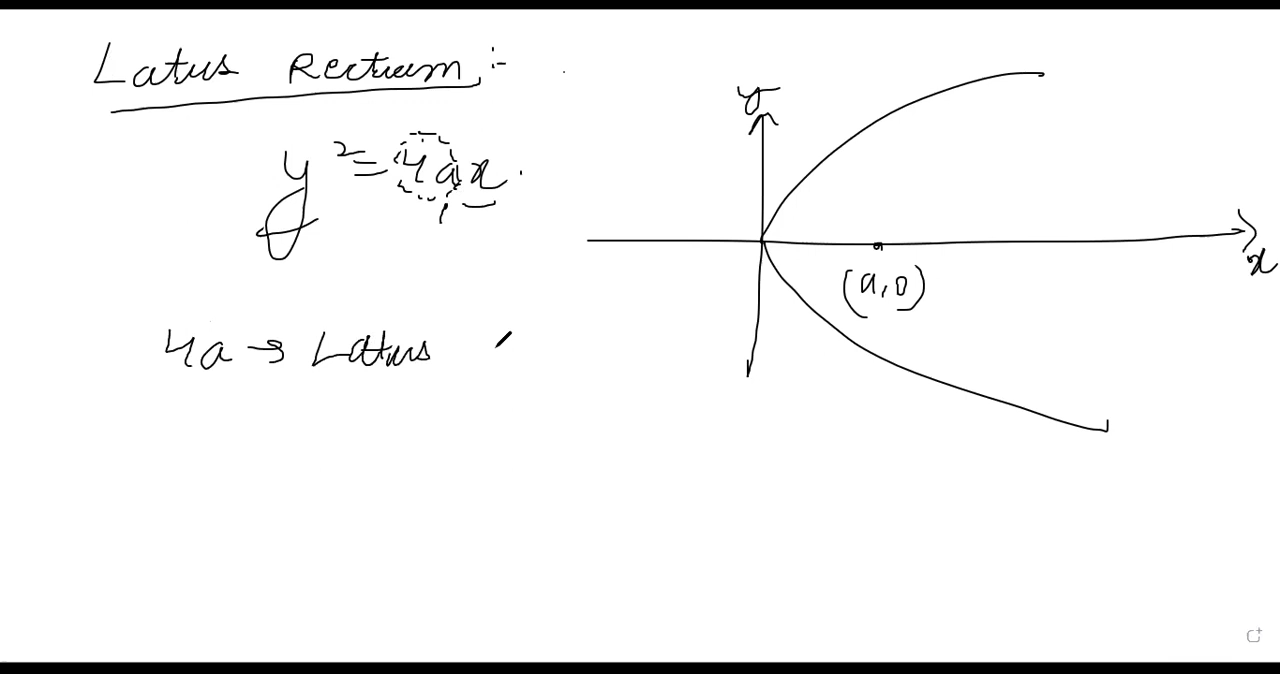 Latus Rectum :-
y² = 4ax.
4a → Latus
y
x
(a,0)